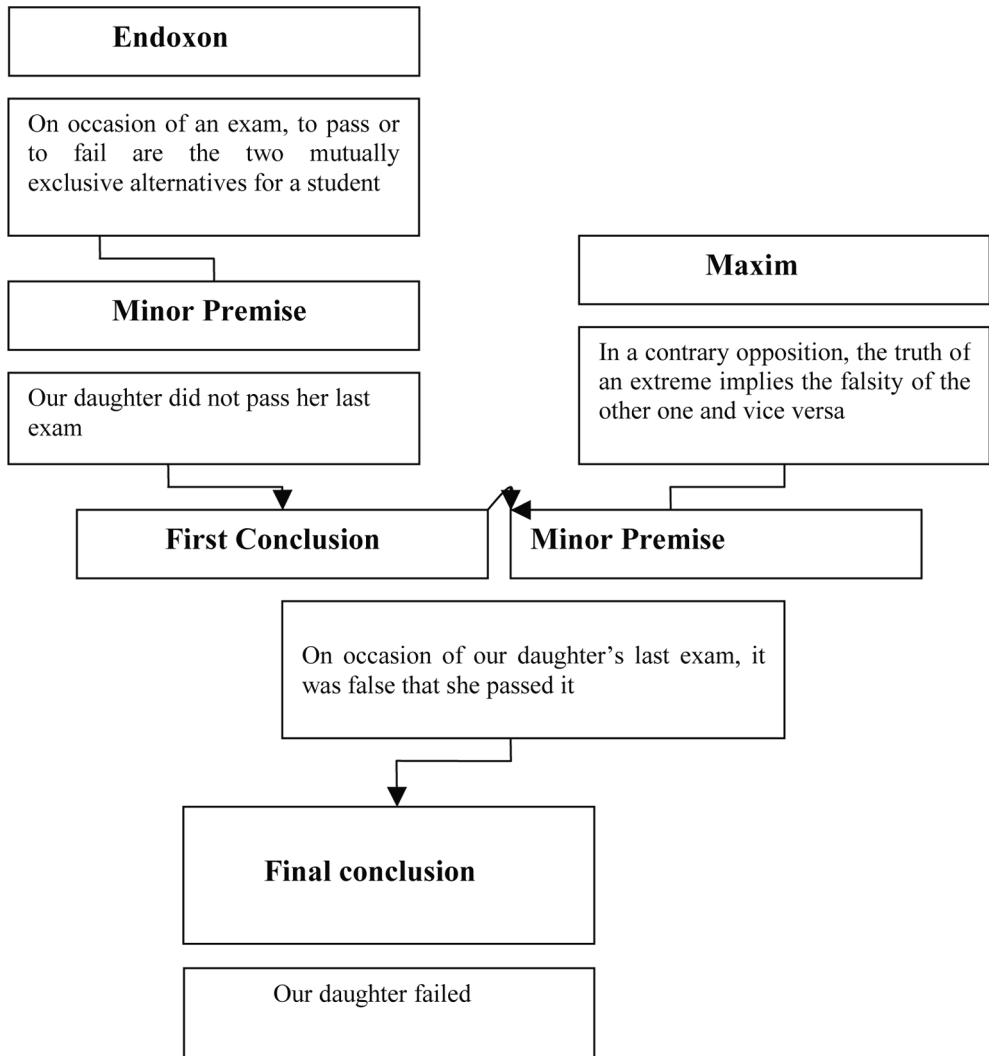 Endoxon
On occasion of an exam, to pass or
to fail are the two mutually
exclusive alternatives for a student
Minor Premise
Our daughter did not pass her last
exam
Maxim
In a contrary opposition, the truth of
an extreme implies the falsity of the
other one and vice versa
First Conclusion
Minor Premise
On occasion of our daughter’s last exam, it
was false that she passed it
Final conclusion
Our daughter failed